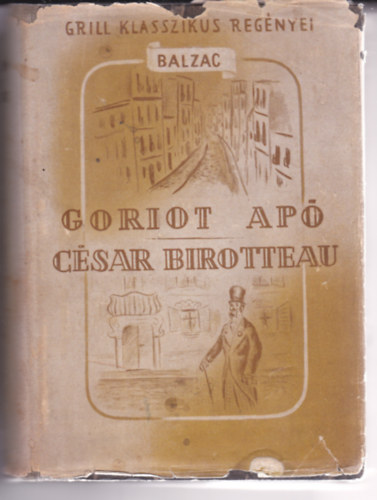 GRILL KLASSZIKUS REGÉNYEI
BALZAC
GORIOT APÓ
CÉSAR BIROTTEAU